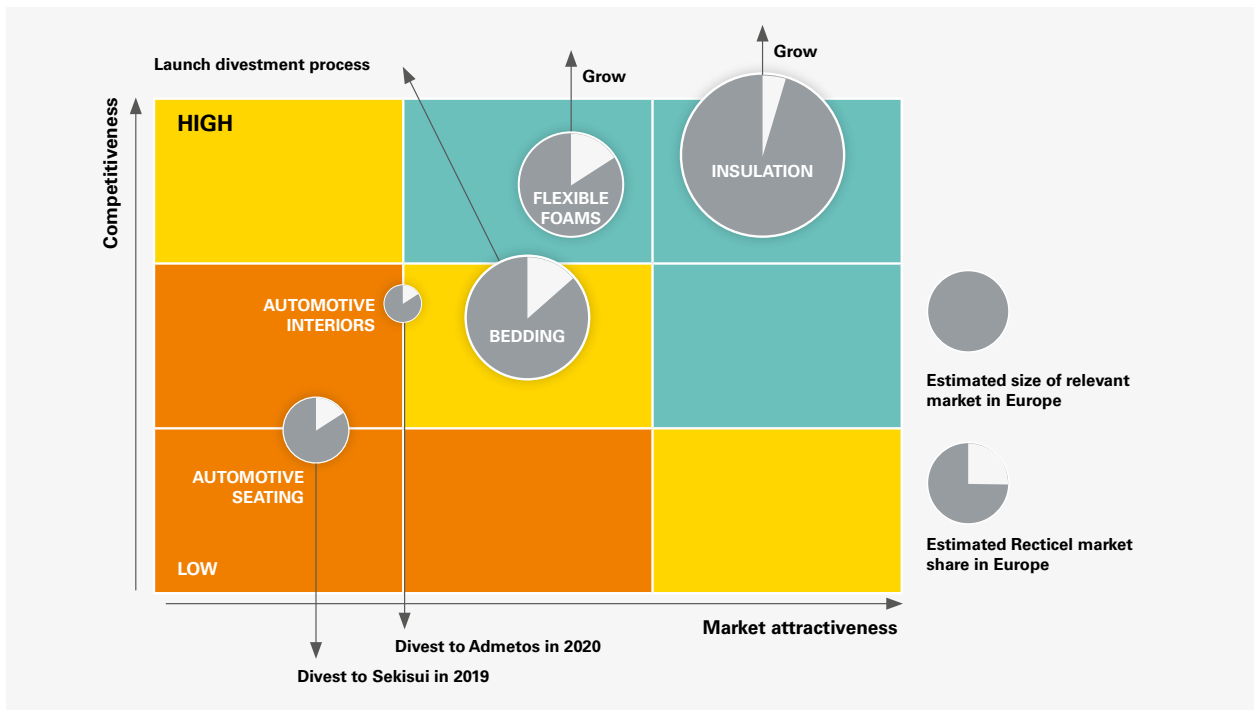 Launch divestment process
Grow
Grow
Competitiveness
HIGH
INSULATION
FLEXIBLE
FOAMS
AUTOMOTIVE
INTERIORS
BEDDING
AUTOMOTIVE
SEATING
LOW
Estimated size of relevant
market in Europe
Estimated Recticel market
share in Europe
Market attractiveness
Divest to Admetos in 2020
Divest to Sekisui in 2019